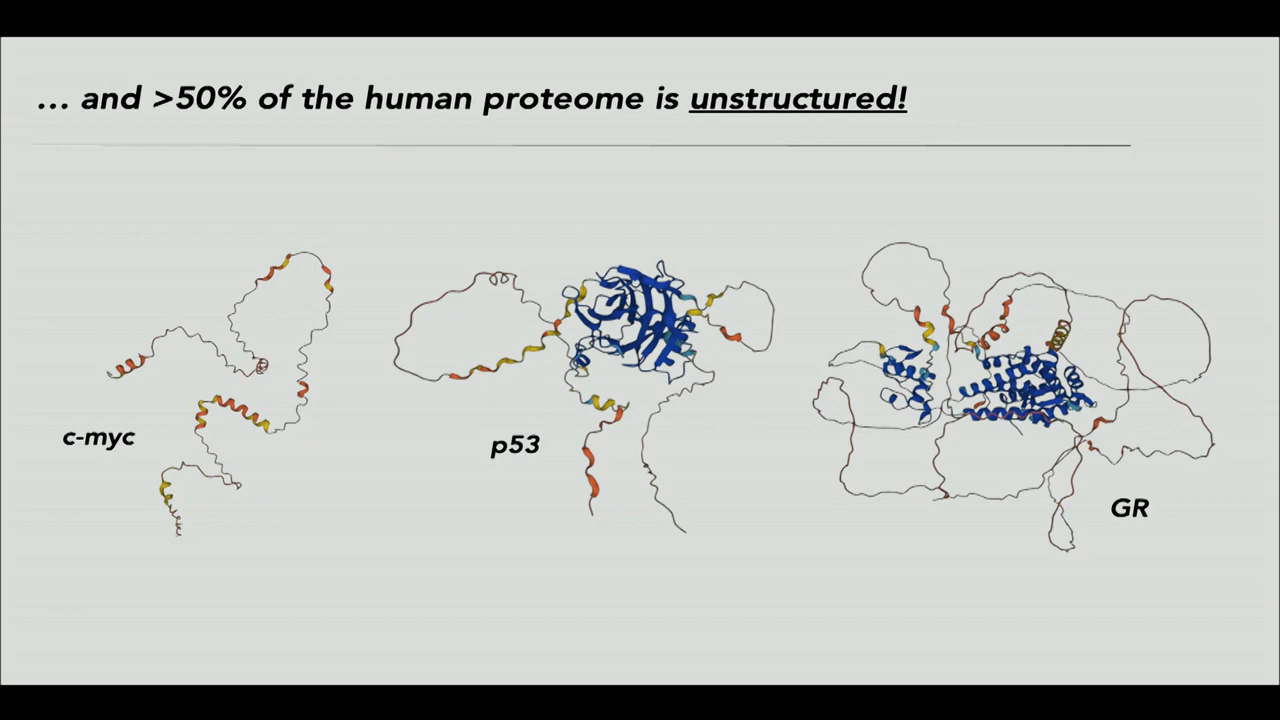 ... and >50% of the human proteome is unstructured!
c-myc
p53
GR